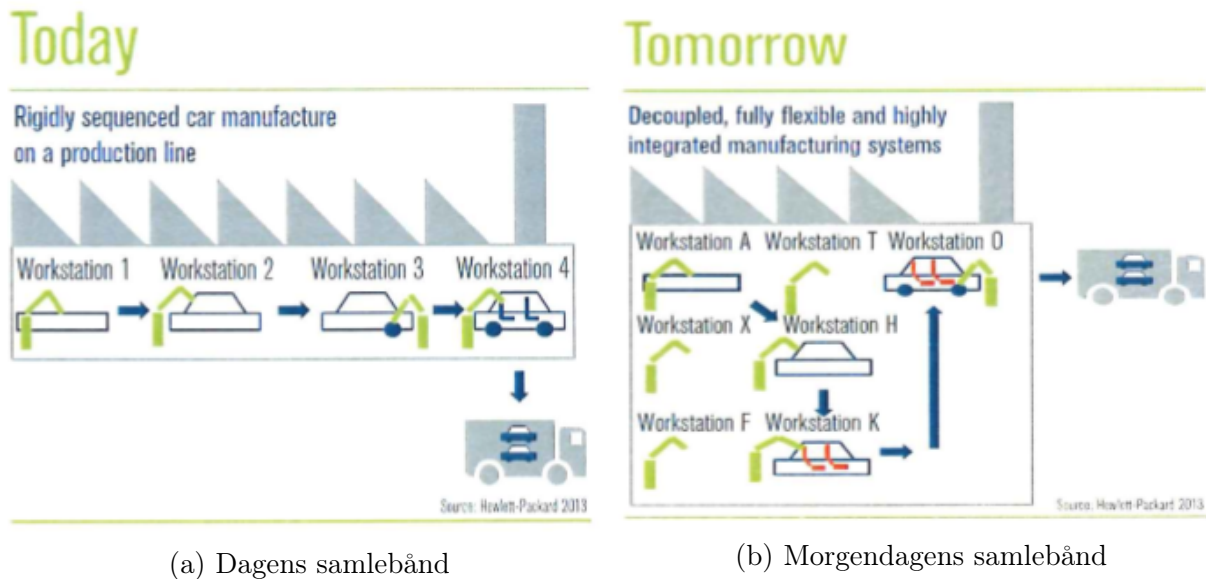 Today
Rigidly sequenced car manufacture
on a production line
Workstation 1
Workstation 2
Workstation 3
Workstation 4
Source: Hewlett-Packard 2013
(a) Dagens samlebånd
Tomorrow
Decoupled, fully flexible and highly
integrated manufacturing systems
Workstation A
Workstation T
Workstation O
Workstation X
Workstation H
Workstation F
Workstation K
Source, Hewlett-Packard 2013
(b) Morgendagens samlebånd